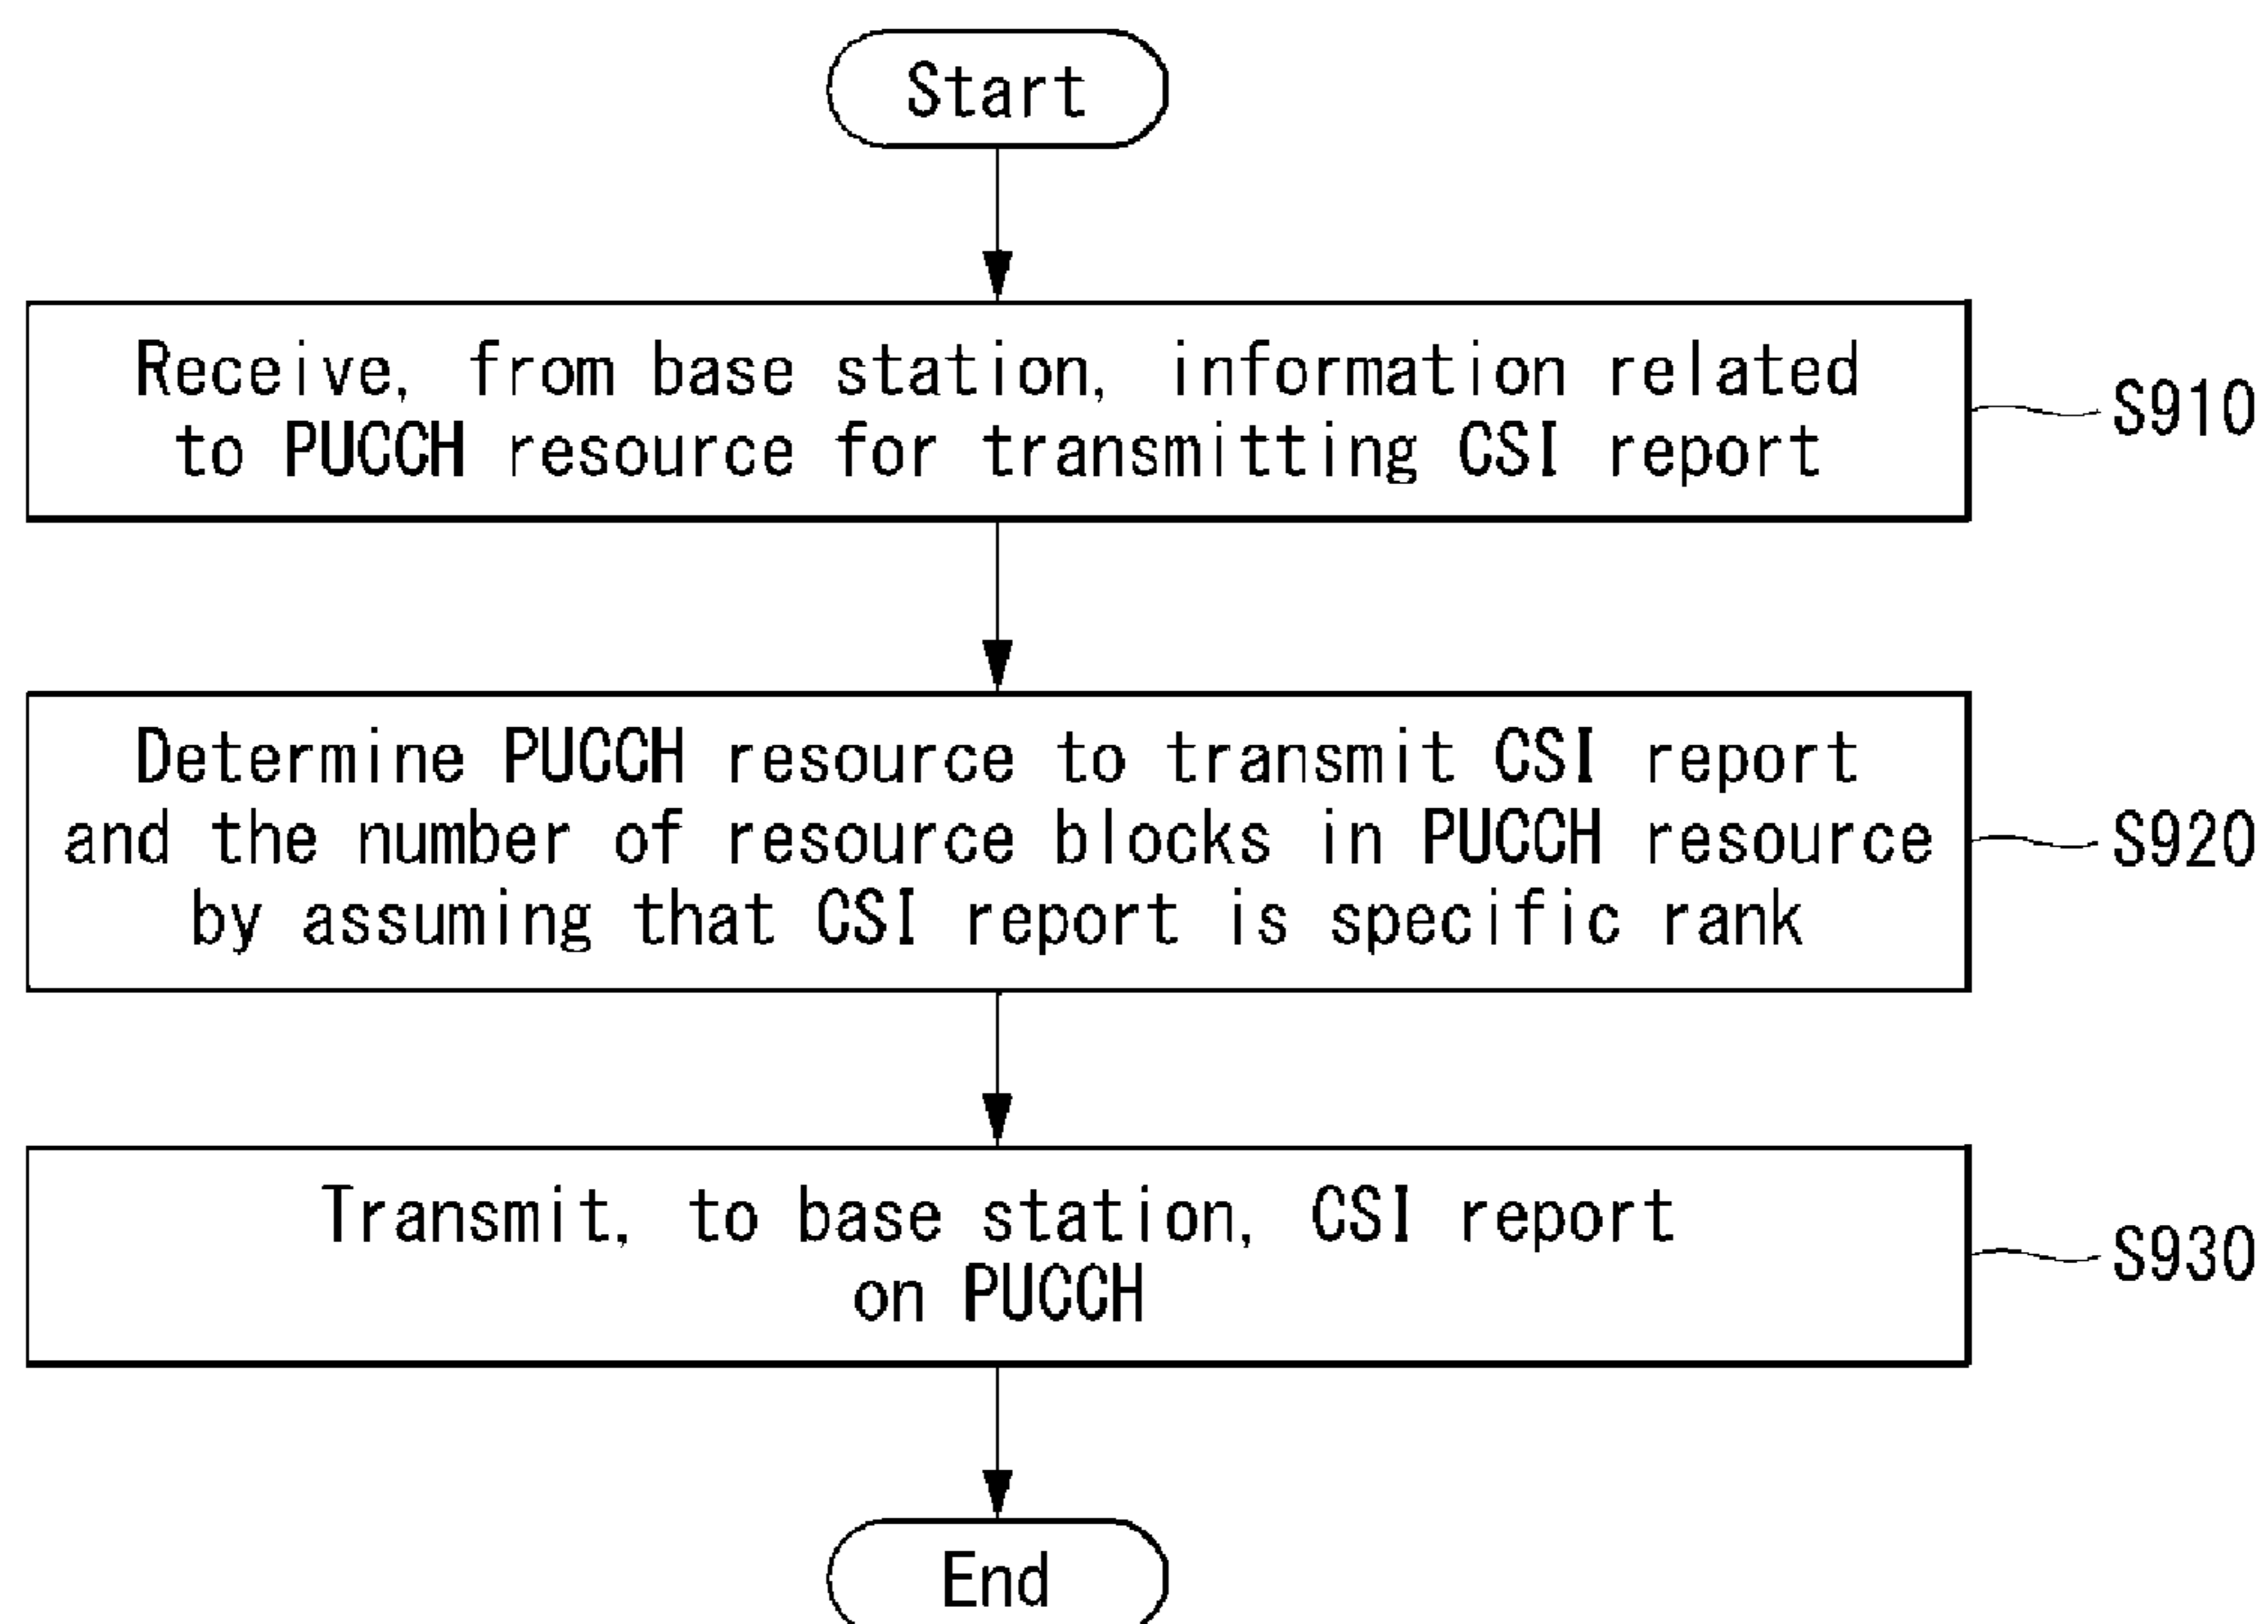 Start
Receive, from base station, information related
to PUCCH resource for transmitting CSI report
S910
Determine PUCCH resource to transmit CSI report
and the number of resource blocks in PUCCH resource
by assuming that CSI report is specific rank
S920
Transmit, to base station, CSI report
on PUCCH
S930
End